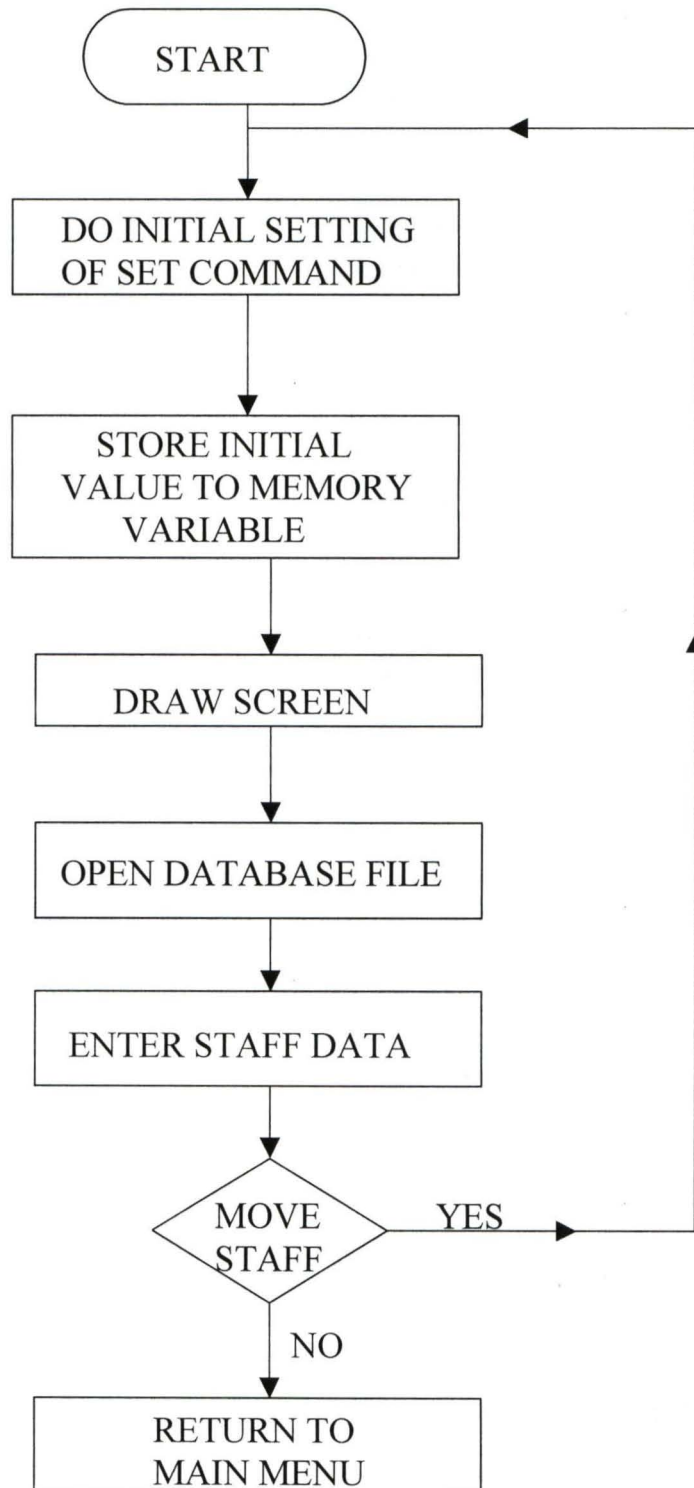 START
DO INITIAL SETTING
OF SET COMMAND
STORE INITIAL
VALUE TO MEMORY
VARIABLE
DRAW SCREEN
OPEN DATABASE FILE
ENTER STAFF DATA
MOVE
STAFF
YES
NO
RETURN TO
MAIN MENU